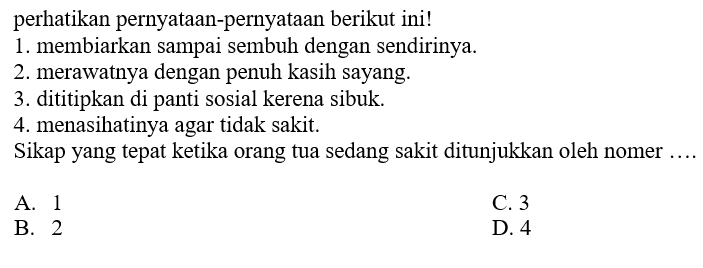 perhatikan pernyataan-pernyataan berikut ini!
1. membiarkan sampai sembuh dengan sendirinya.
2. merawatnya dengan penuh kasih sayang.
3. dititipkan di panti sosial kerena sibuk.
4. menasihatinya agar tidak sakit.
Sikap yang tepat ketika orang tua sedang sakit ditunjukkan oleh nomer ....
A. 1 C. 3
B. 2 D. 4